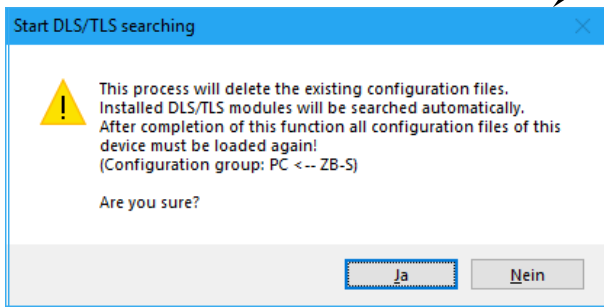 Start DLS/TLS searching
This process will delete the existing configuration files.
Installed DLS/TLS modules will be searched automatically.
After completion of this function all configuration files of this
device must be loaded again!
(Configuration group: PC <-- ZB-S)
Are you sure?
Ja
Nein